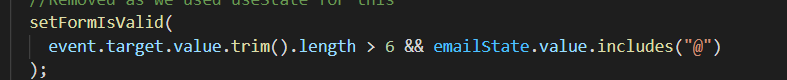 //Removed as we used useState for this
setFormIsValid(
event.target.value.trim().length > 6 && emailState.value.includes("@")
);